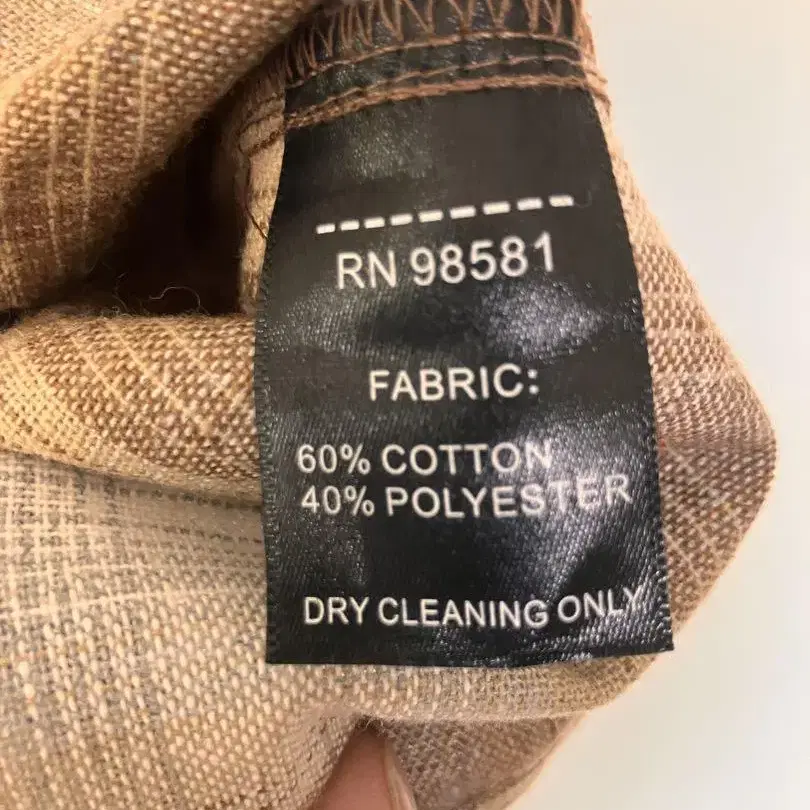 RN 98581
FABRIC:
60% COTTON
40% POLYESTER
DRY CLEANING ONLY